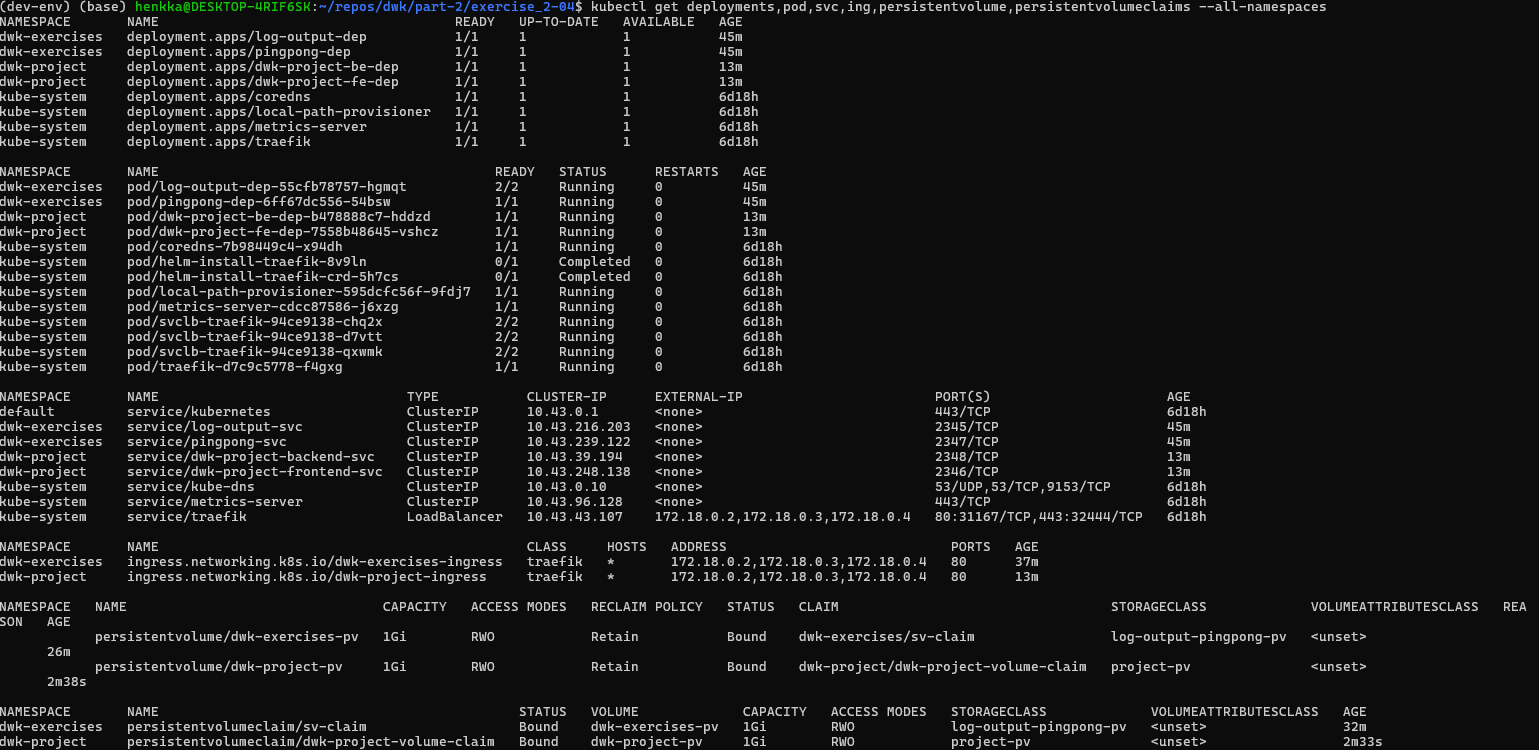 (dev-env) (base) henkka@DESKTOP-4RIF6SK:~/repos/dwk/part-2/exercise_2-04$ kubectl get deployments,pod,svc,ing,persistentvolume,persistentvolumeclaims --all-namespaces
NAMESPACE       NAME                                     READY   UP-TO-DATE   AVAILABLE   AGE
dwk-exercises   deployment.apps/log-output-dep           1/1     1            1           45m
dwk-exercises   deployment.apps/pingpong-dep             1/1     1            1           45m
dwk-project     deployment.apps/dwk-project-be-dep       1/1     1            1           13m
dwk-project     deployment.apps/dwk-project-fe-dep       1/1     1            1           13m
kube-system     deployment.apps/coredns                  1/1     1            1           6d18h
kube-system     deployment.apps/local-path-provisioner   1/1     1            1           6d18h
kube-system     deployment.apps/metrics-server           1/1     1            1           6d18h
kube-system     deployment.apps/traefik                  1/1     1            1           6d18h
NAMESPACE       NAME                                          READY   STATUS      RESTARTS   AGE
dwk-exercises   pod/log-output-dep-55cfb78757-hgmqt           2/2     Running     0          45m
dwk-exercises   pod/pingpong-dep-6ff67dc556-54bsw             1/1     Running     0          45m
dwk-project     pod/dwk-project-be-dep-b478888c7-hddzd        1/1     Running     0          13m
dwk-project     pod/dwk-project-fe-dep-7558b48645-vshcz       1/1     Running     0          13m
kube-system     pod/coredns-7b98449c4-x94dh                   1/1     Running     0          6d18h
kube-system     pod/helm-install-traefik-8v9ln                0/1     Completed   0          6d18h
kube-system     pod/helm-install-traefik-crd-5h7cs            0/1     Completed   0          6d18h
kube-system     pod/local-path-provisioner-595dcfc56f-9fdj7   1/1     Running     0          6d18h
kube-system     pod/metrics-server-cdcc87586-j6xzg            1/1     Running     0          6d18h
kube-system     pod/svclb-traefik-94ce9138-chq2x              2/2     Running     0          6d18h
kube-system     pod/svclb-traefik-94ce9138-d7vtt              2/2     Running     0          6d18h
kube-system     pod/svclb-traefik-94ce9138-qxwmk              2/2     Running     0          6d18h
kube-system     pod/traefik-d7c9c5778-f4gxg                   1/1     Running     0          6d18h
NAMESPACE       NAME                               TYPE           CLUSTER-IP      EXTERNAL-IP                        PORT(S)                      AGE
default         service/kubernetes                 ClusterIP      10.43.0.1       <none>                             443/TCP                      6d18h
dwk-exercises   service/log-output-svc             ClusterIP      10.43.216.203   <none>                             2345/TCP                     45m
dwk-exercises   service/pingpong-svc               ClusterIP      10.43.239.122   <none>                             2347/TCP                     45m
dwk-project     service/dwk-project-backend-svc    ClusterIP      10.43.39.194    <none>                             2348/TCP                     13m
dwk-project     service/dwk-project-frontend-svc   ClusterIP      10.43.248.138   <none>                             2346/TCP                     13m
kube-system     service/kube-dns                   ClusterIP      10.43.0.10      <none>                             53/UDP,53/TCP,9153/TCP       6d18h
kube-system     service/metrics-server             ClusterIP      10.43.96.128    <none>                             443/TCP                      6d18h
kube-system     service/traefik                    LoadBalancer   10.43.43.107    172.18.0.2,172.18.0.3,172.18.0.4   80:31167/TCP,443:32444/TCP   6d18h
NAMESPACE       NAME                                              CLASS     HOSTS   ADDRESS                            PORTS   AGE
dwk-exercises   ingress.networking.k8s.io/dwk-exercises-ingress   traefik   *       172.18.0.2,172.18.0.3,172.18.0.4   80      37m
dwk-project     ingress.networking.k8s.io/dwk-project-ingress     traefik   *       172.18.0.2,172.18.0.3,172.18.0.4   80      13m
NAMESPACE   NAME                                CAPACITY   ACCESS MODES   RECLAIM POLICY   STATUS   CLAIM                                  STORAGECLASS             VOLUMEATTRIBUTESCLASS   REA
SON   AGE
            persistentvolume/dwk-exercises-pv   1Gi        RWO            Retain           Bound    dwk-exercises/sv-claim                 log-output-pingpong-pv   <unset>
      26m
            persistentvolume/dwk-project-pv     1Gi        RWO            Retain           Bound    dwk-project/dwk-project-volume-claim   project-pv               <unset>
      2m38s
NAMESPACE       NAME                                             STATUS   VOLUME             CAPACITY   ACCESS MODES   STORAGECLASS             VOLUMEATTRIBUTESCLASS   AGE
dwk-exercises   persistentvolumeclaim/sv-claim                   Bound    dwk-exercises-pv   1Gi        RWO            log-output-pingpong-pv   <unset>                 32m
dwk-project     persistentvolumeclaim/dwk-project-volume-claim   Bound    dwk-project-pv     1Gi        RWO            project-pv               <unset>                 2m33s